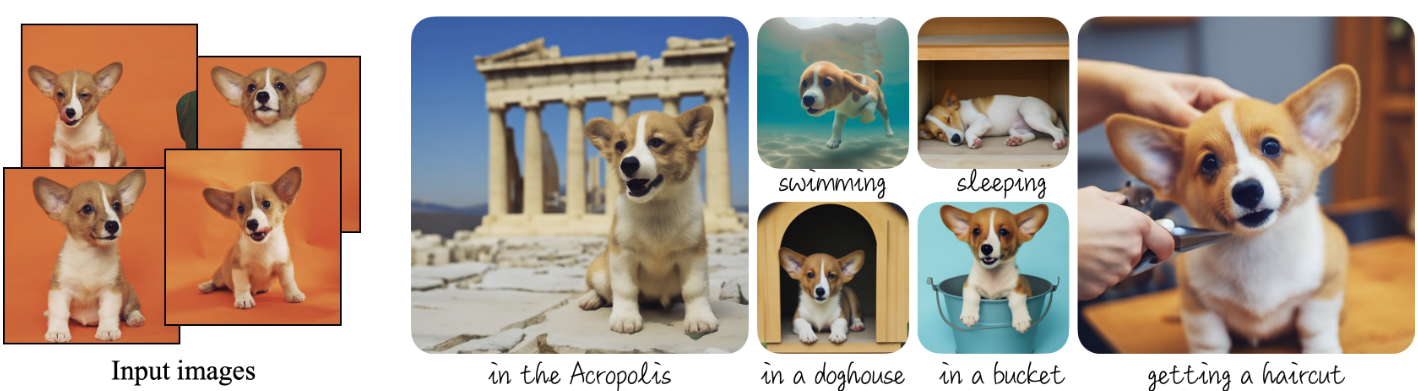 swimming
sleeping
Input images
in the Acropolis
in a doghouse
in a bucket
getting a haircut